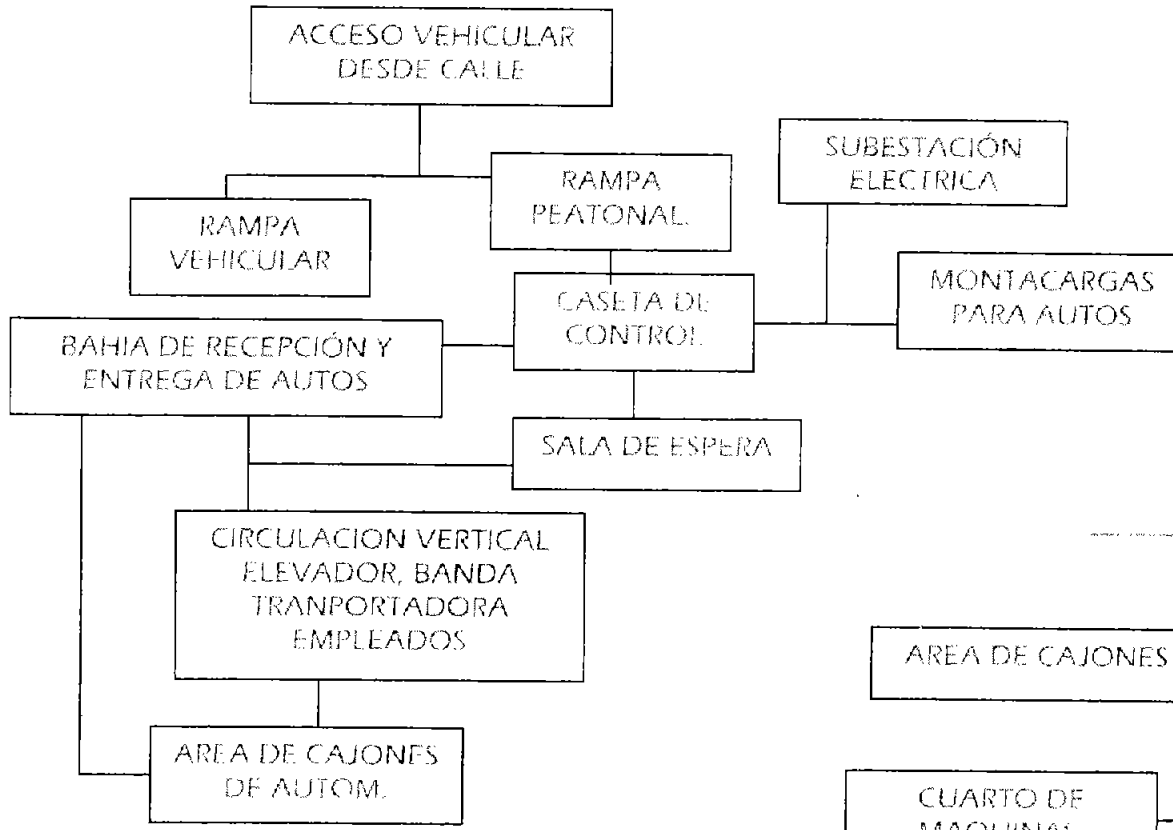 ACCESO VEHICULAR
DESDE CALLE
SUBESTACIÓN
ELECTRICA
RAMPA
PEATONAL.
RAMPA
VEHICULAR
MONTACARGAS
PARA AUTOS
CASETA DE
CONTROL
BAHIA DE RECEPCIÓN Y
ENTREGA DE AUTOS
SALA DE ESPERA
CIRCULACION VERTICAL
ELEVADOR, BANDA
TRANPORTADORA
EMPLEADOS
AREA DE CAJONES
AREA DE CAJONES
DE AUTOM.
CUARTO DE
MAQUINAS